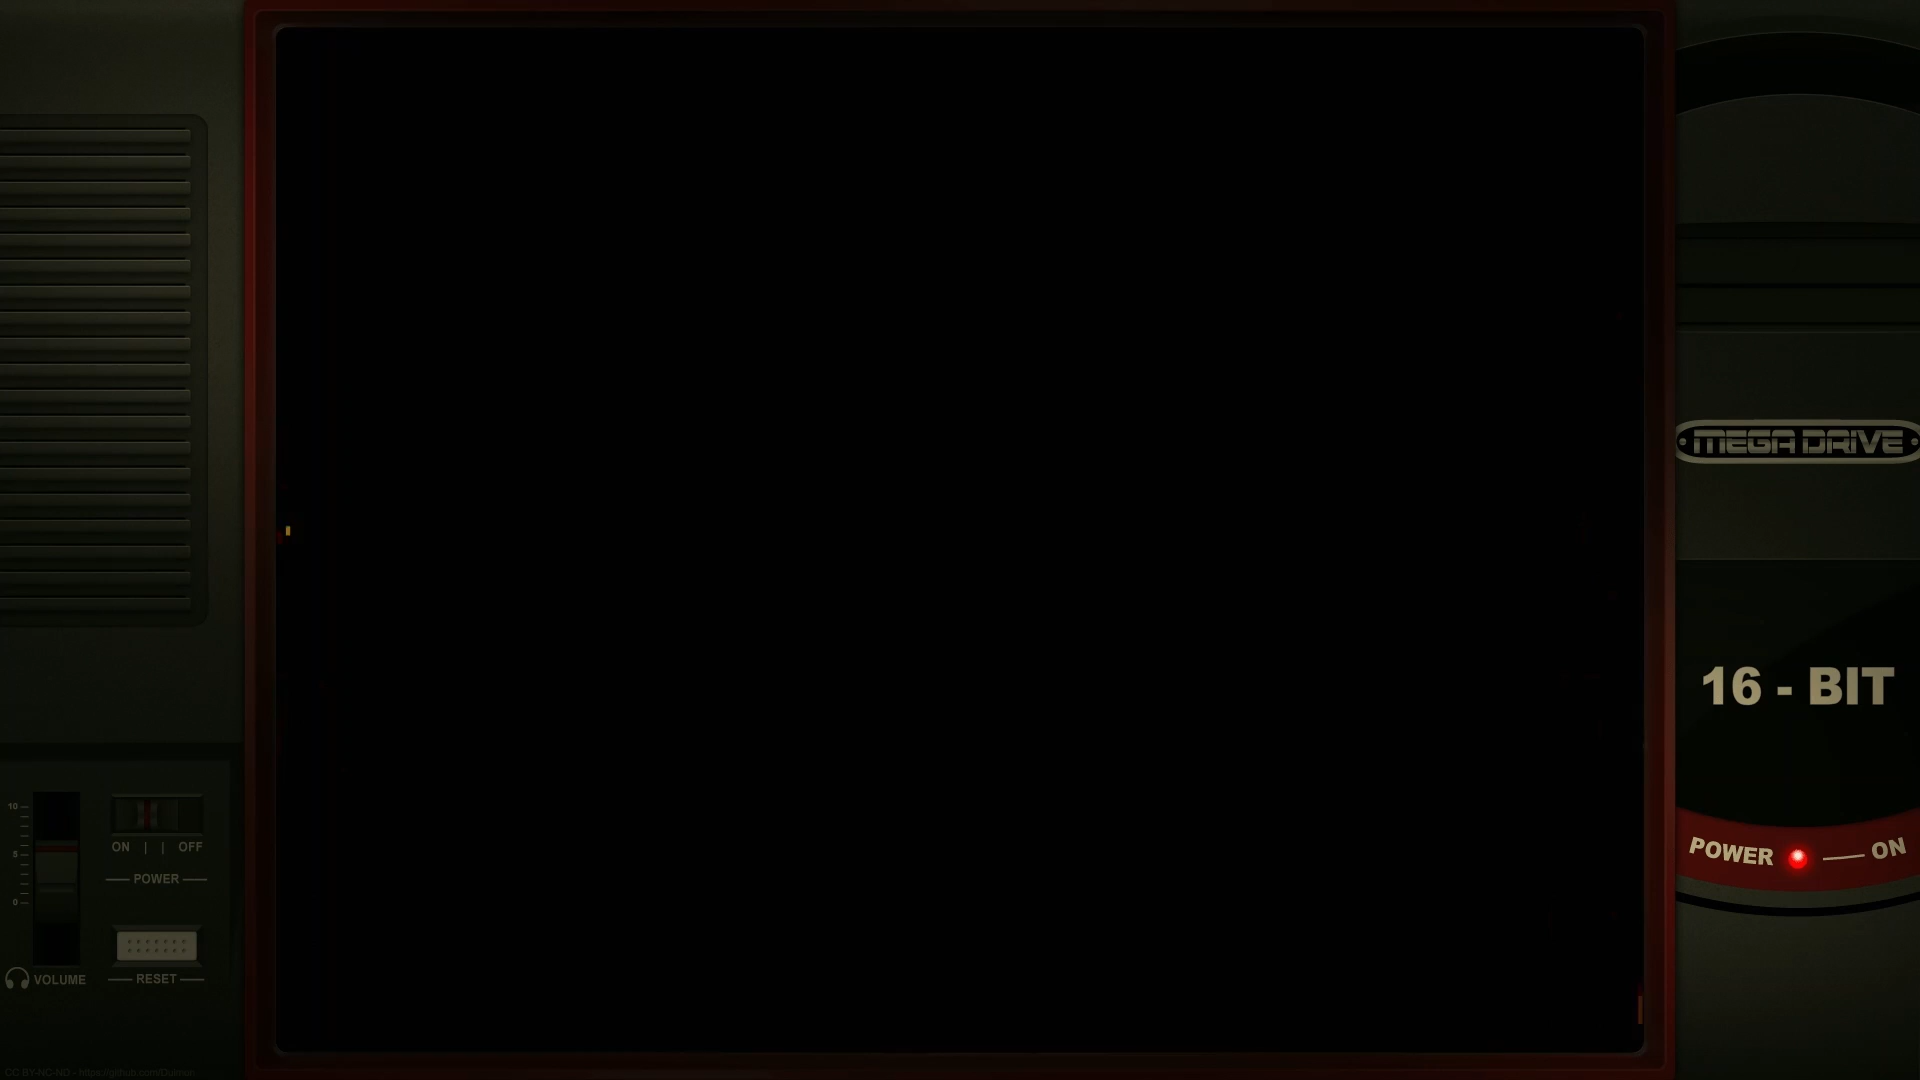 MEGA DRIVE
16 - BIT
10
5
0
ON | | OFF
POWER
POWER ON
VOLUME
RESET